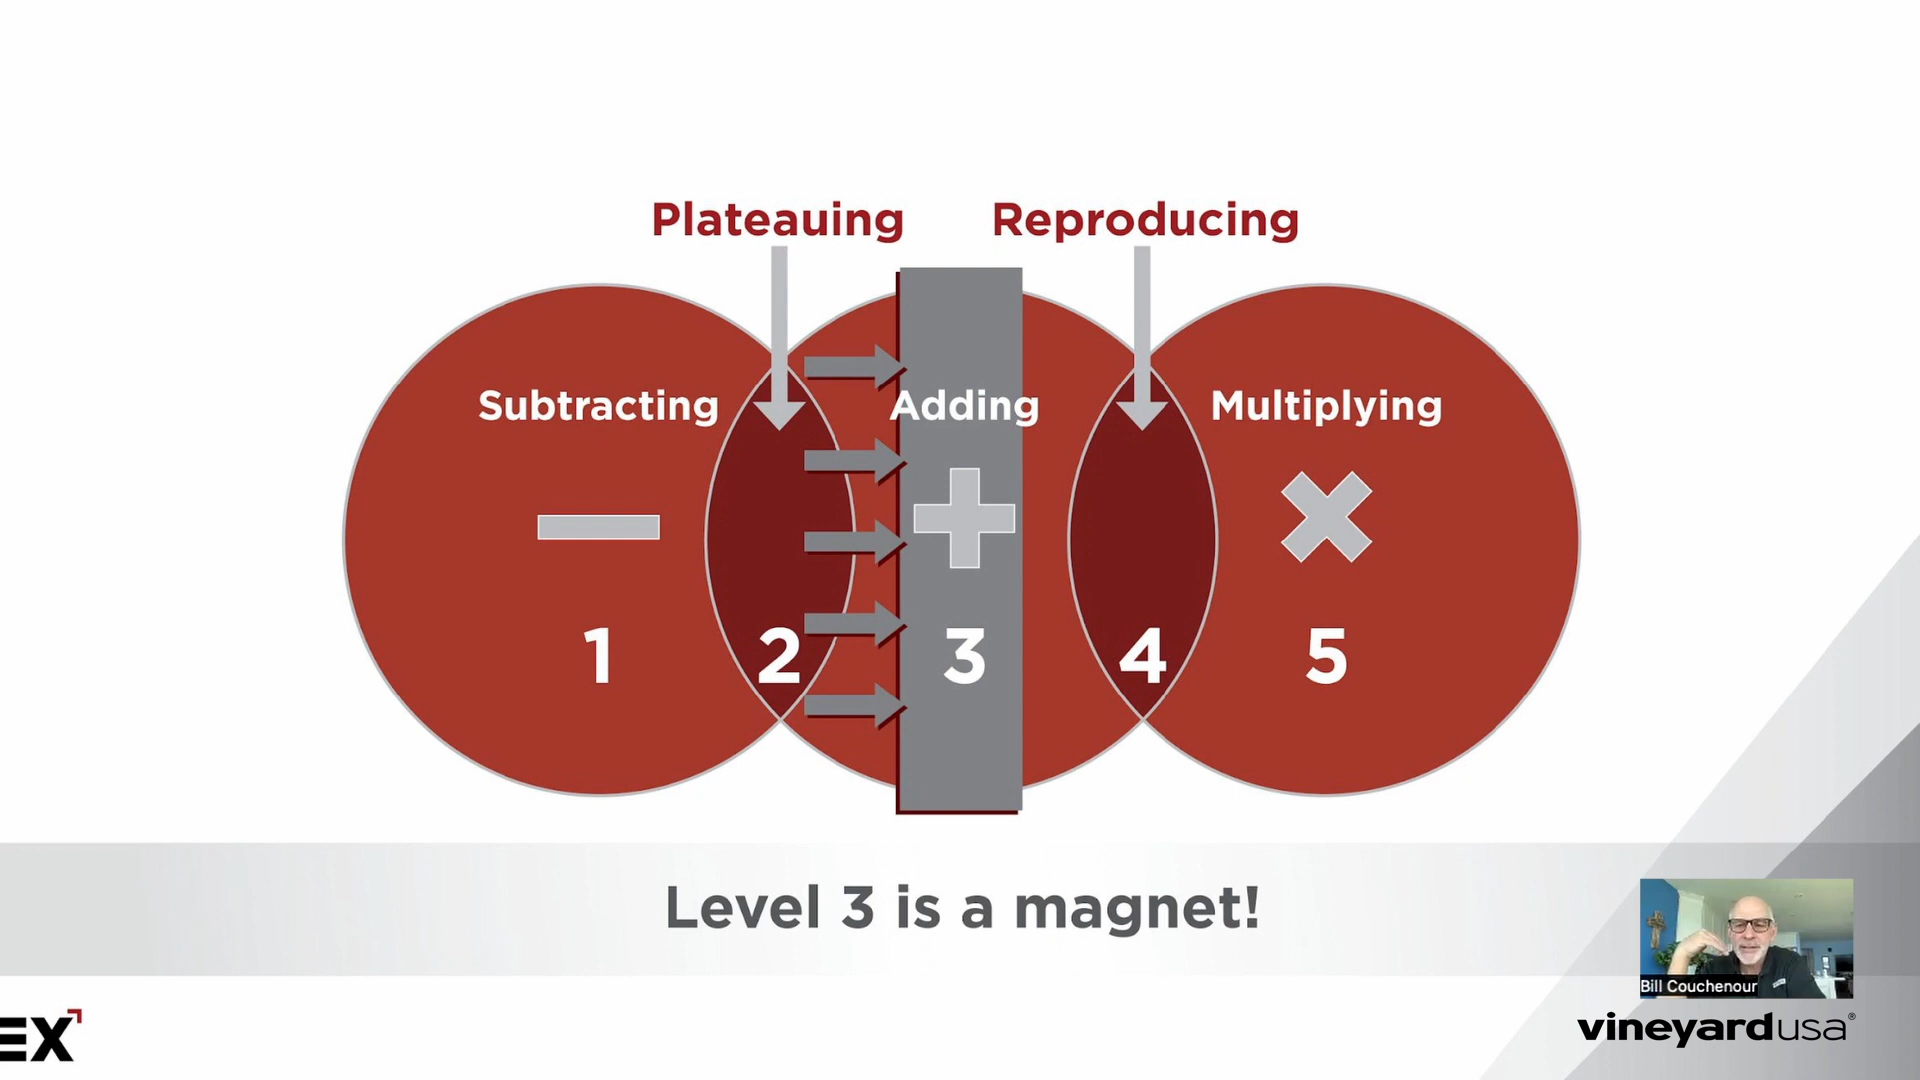 Plateauing Reproducing
Subtracting Adding Multiplying
1 2 3 4 5
Level 3 is a magnet!
Bill Couchenour
EX
vineyardusa®